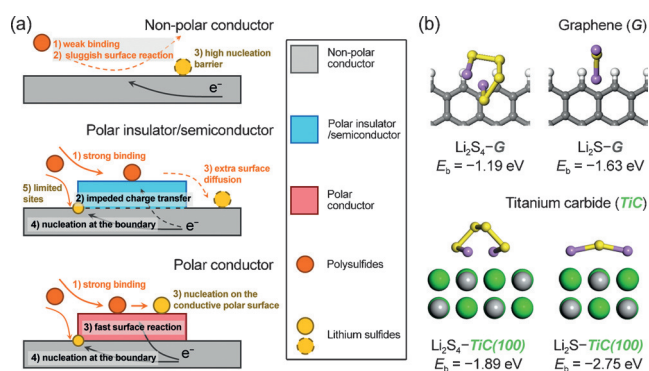 (a)
Non-polar conductor
1) weak binding
2) sluggish surface reaction
3) high nucleation
barrier
e⁻
Polar insulator/semiconductor
1) strong binding
3) extra surface
diffusion
5) limited
sites
2) impeded charge transfer
4) nucleation at the boundary
e⁻
Polar conductor
1) strong binding
3) nucleation on the
conductive polar surface
3) fast surface reaction
4) nucleation at the boundary
e⁻
Non-polar
conductor
Polar insulator
/semiconductor
Polar
conductor
Polysulfides
Lithium sulfides
(b)
Graphene (G)
Li₂S₄–G
Eb = −1.19 eV
Li₂S–G
Eb = −1.63 eV
Titanium carbide (TiC)
Li₂S₄–TiC(100)
Eb = −1.89 eV
Li₂S–TiC(100)
Eb = −2.75 eV